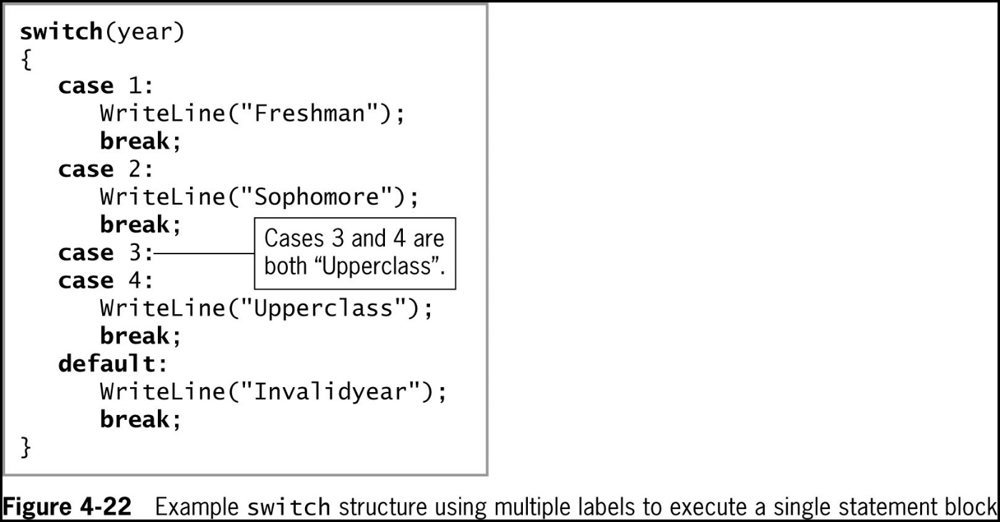 switch(year)
{
case 1:
WriteLine("Freshman");
break;
case 2:
WriteLine("Sophomore");
break;
case 3:
Cases 3 and 4 are
both “Upperclass”.
case 4:
WriteLine("Upperclass");
break;
default:
WriteLine("Invalidyear");
break;
}
Figure 4-22 Example switch structure using multiple labels to execute a single statement block